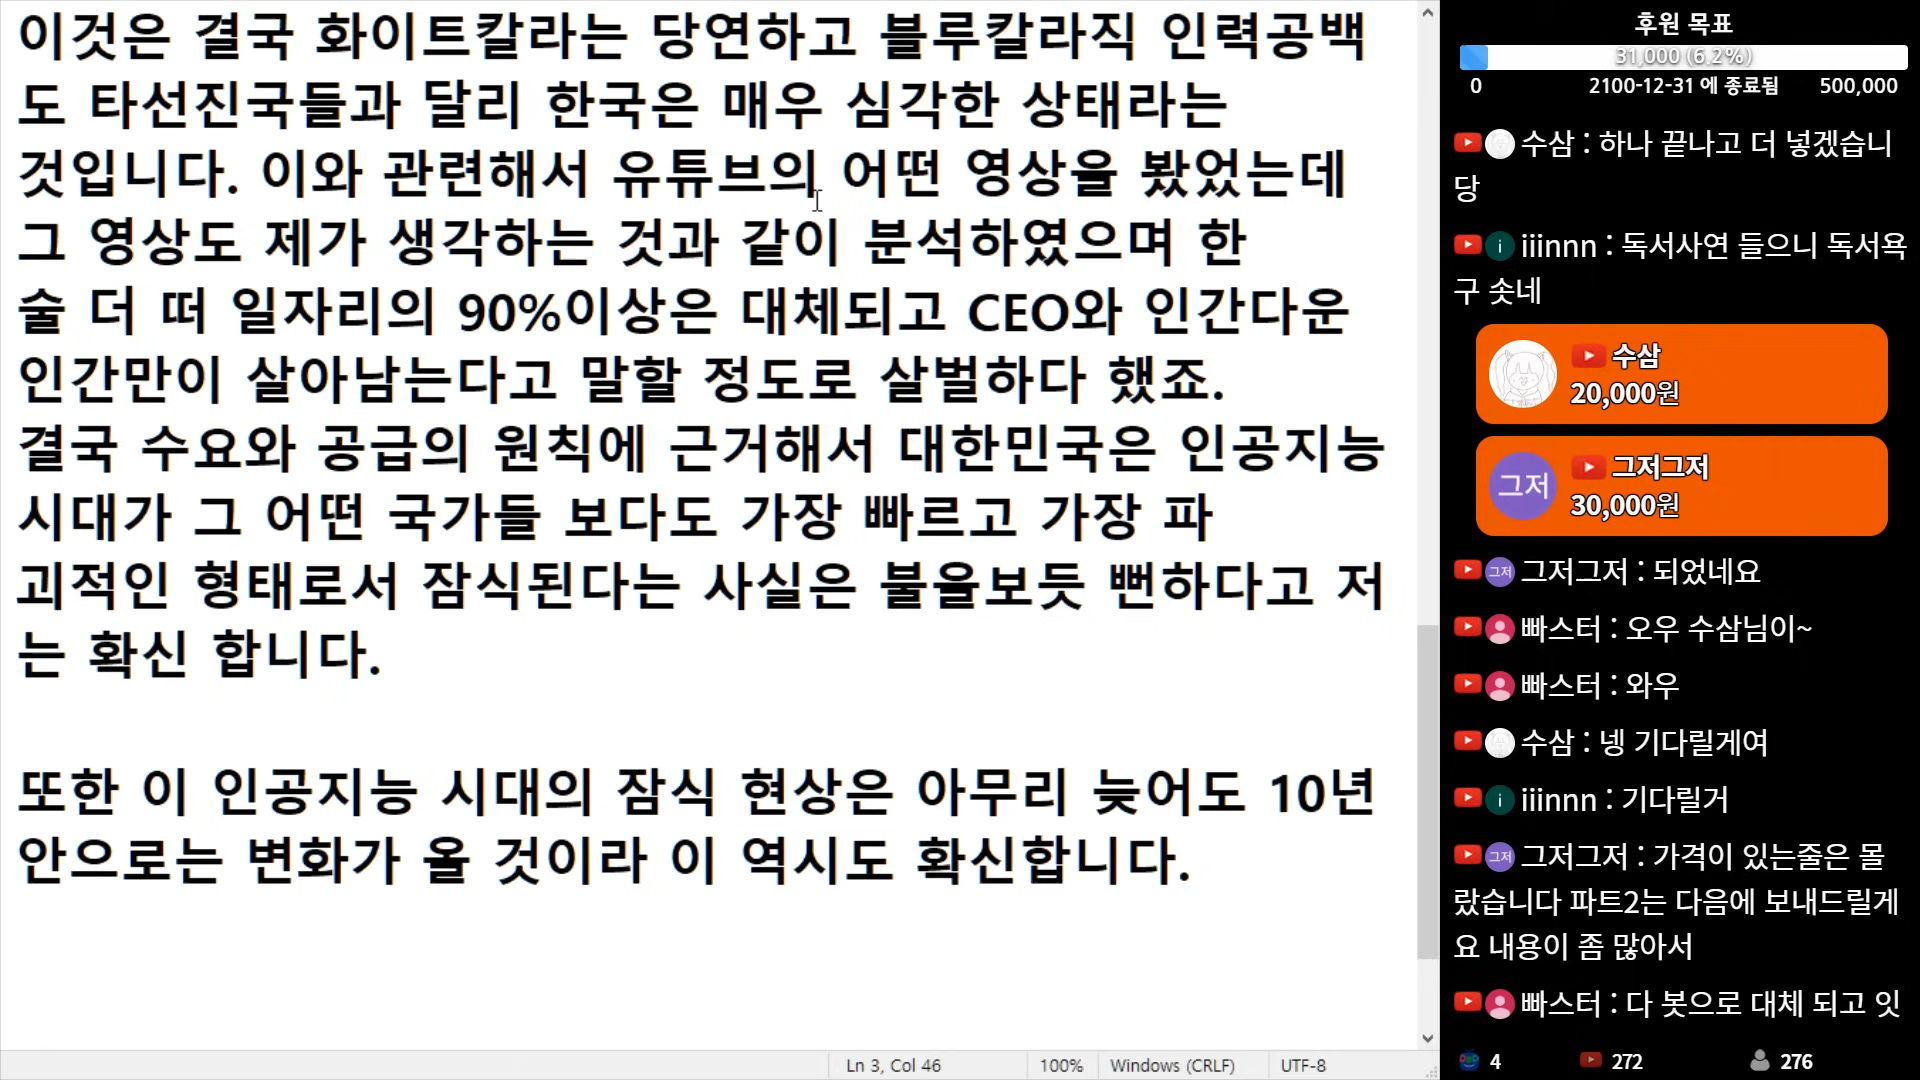 이것은 결국 화이트칼라는 당연하고 블루칼라직 인력공백
도 타선진국들과 달리 한국은 매우 심각한 상태라는
것입니다. 이와 관련해서 유튜브의 어떤 영상을 봤었는데
그 영상도 제가 생각하는 것과 같이 분석하였으며 한
술 더 떠 일자리의 90%이상은 대체되고 CEO와 인간다운
인간만이 살아남는다고 말할 정도로 살벌하다 했죠.
결국 수요와 공급의 원칙에 근거해서 대한민국은 인공지능
시대가 그 어떤 국가들 보다도 가장 빠르고 가장 파
괴적인 형태로서 잠식된다는 사실은 불을보듯 뻔하다고 저
는 확신 합니다.
또한 이 인공지능 시대의 잠식 현상은 아무리 늦어도 10년
안으로는 변화가 올 것이라 이 역시도 확신합니다.
Ln 3, Col 46
100%
Windows (CRLF)
UTF-8
후원 목표
31,000 (6.2%)
0
2100-12-31 에 종료됨
500,000
수삼 : 하나 끝나고 더 넣겠습니
당
i iiinnn : 독서사연 들으니 독서욕
구 솟네
수삼
20,000원
그저 그저그저
30,000원
그저 그저그저 : 되었네요
빠스터 : 오우 수삼님이~
빠스터 : 와우
수삼 : 넹 기다릴게여
i iiinnn : 기다릴거
그저 그저그저 : 가격이 있는줄은 몰
랐습니다 파트2는 다음에 보내드릴게
요 내용이 좀 많아서
빠스터 : 다 봇으로 대체 되고 잇
4
272
276